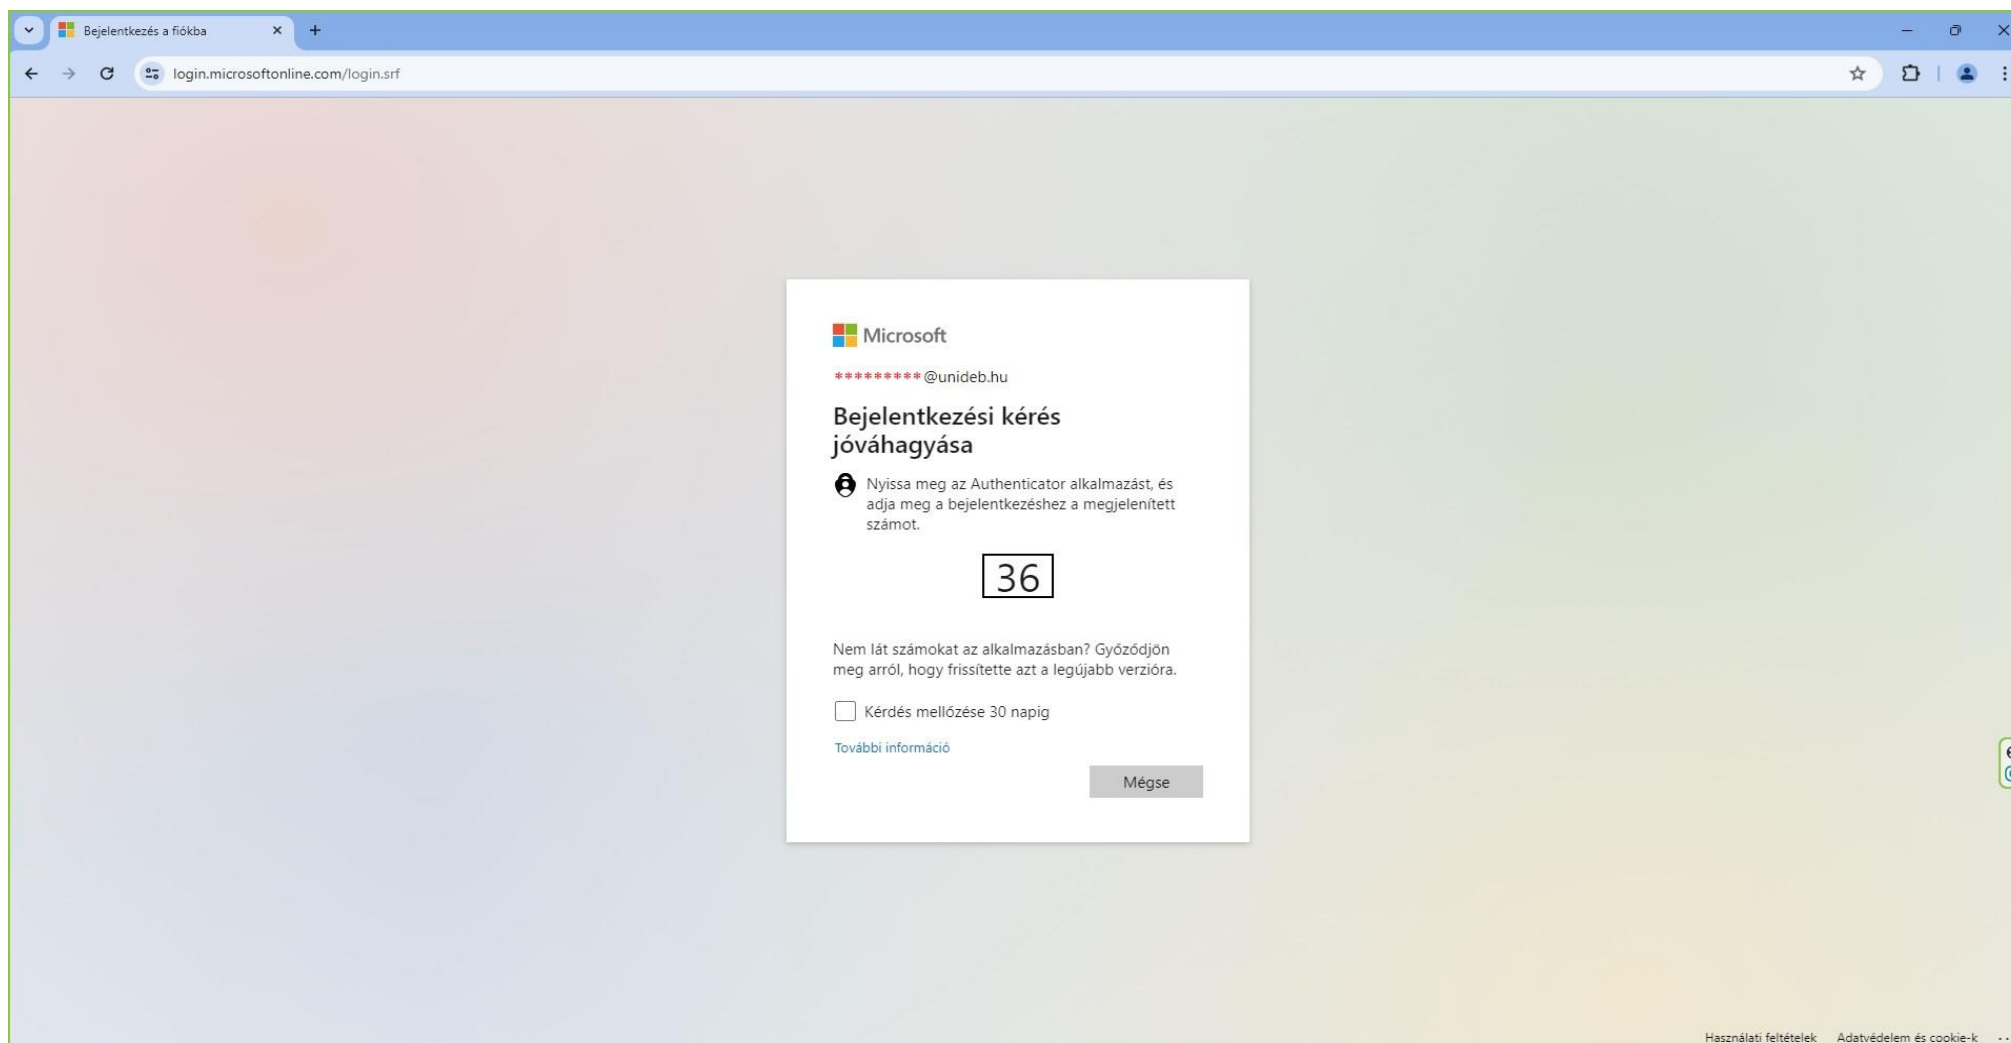 Bejelentkezés a fiókba
login.microsoftonline.com/login.srf
Microsoft
*********@unideb.hu
Bejelentkezési kérés
jóváhagyása
Nyissa meg az Authenticator alkalmazást, és
adja meg a bejelentkezéshez a megjelenített
számot.
36
Nem lát számokat az alkalmazásban? Győződjön
meg arról, hogy frissítette azt a legújabb verzióra.
Kérdés mellőzése 30 napig
További információ
Mégse
Használati feltételek Adatvédelem és cookie-k